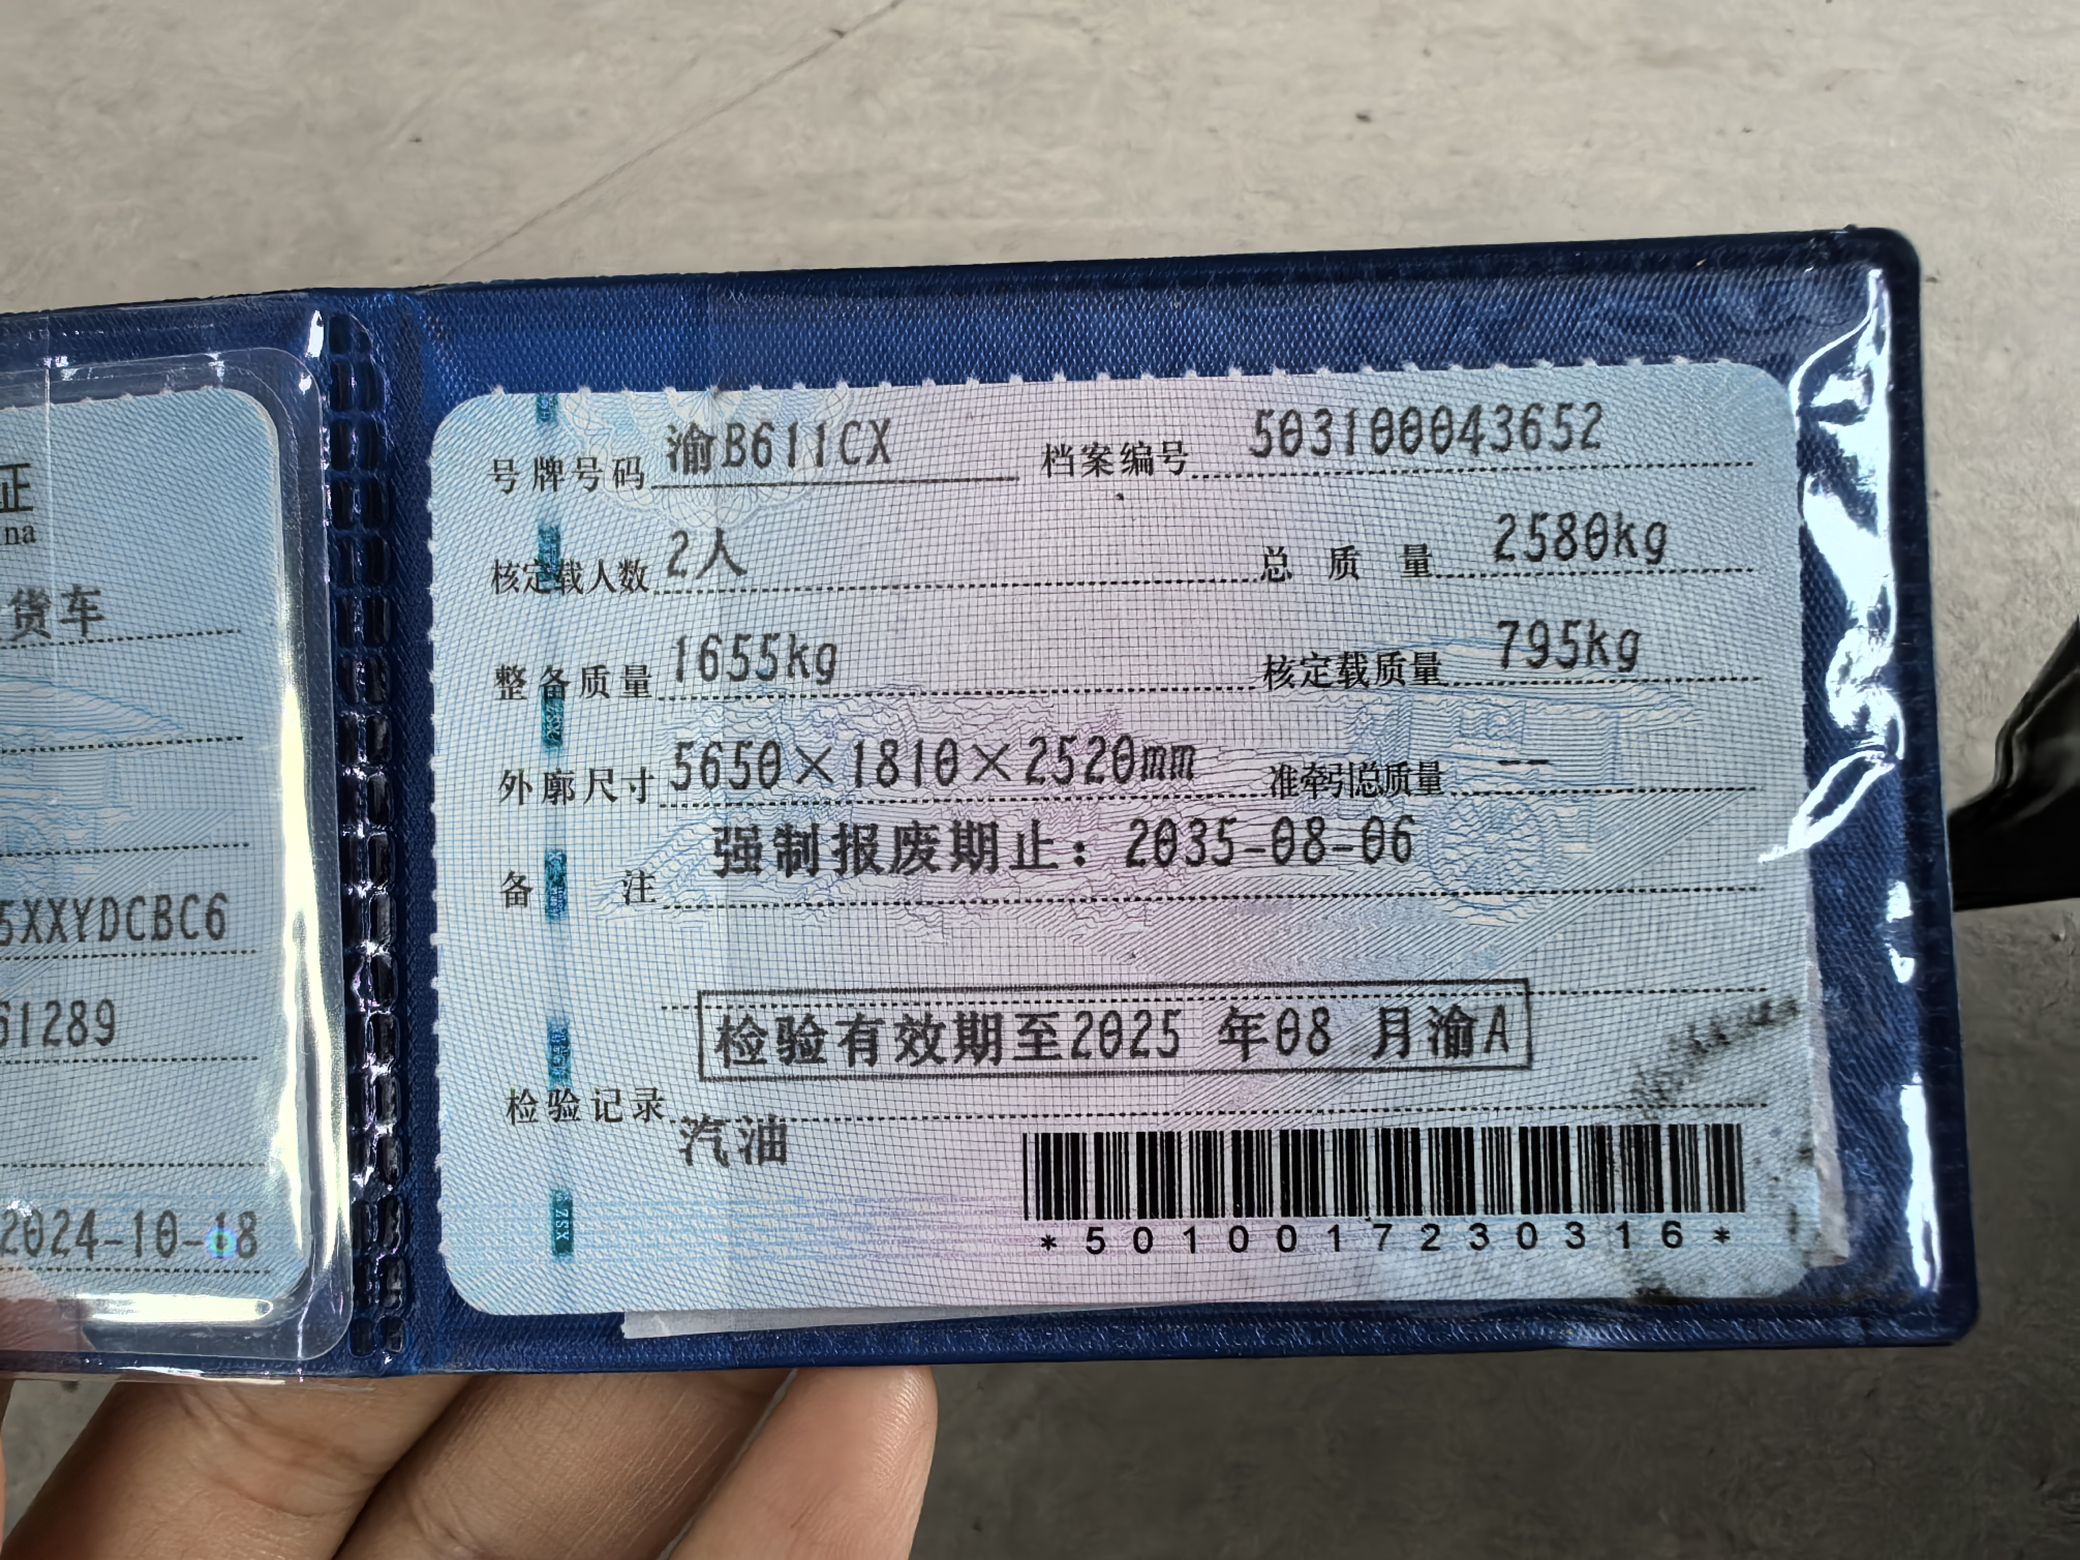 证
na
货车
5XXYDCBC6
61289
2024-10-18
号牌号码 渝B611CX 档案编号 503100043652
核定载人数 2人 总质量 2580kg
整备质量 1655kg 核定载质量 795kg
外廓尺寸 5650×1810×2520mm 准牵引总质量 --
备注 强制报废期止：2035-08-06
检验有效期至2025 年08 月渝A
检验记录
汽油
*5010017230316*